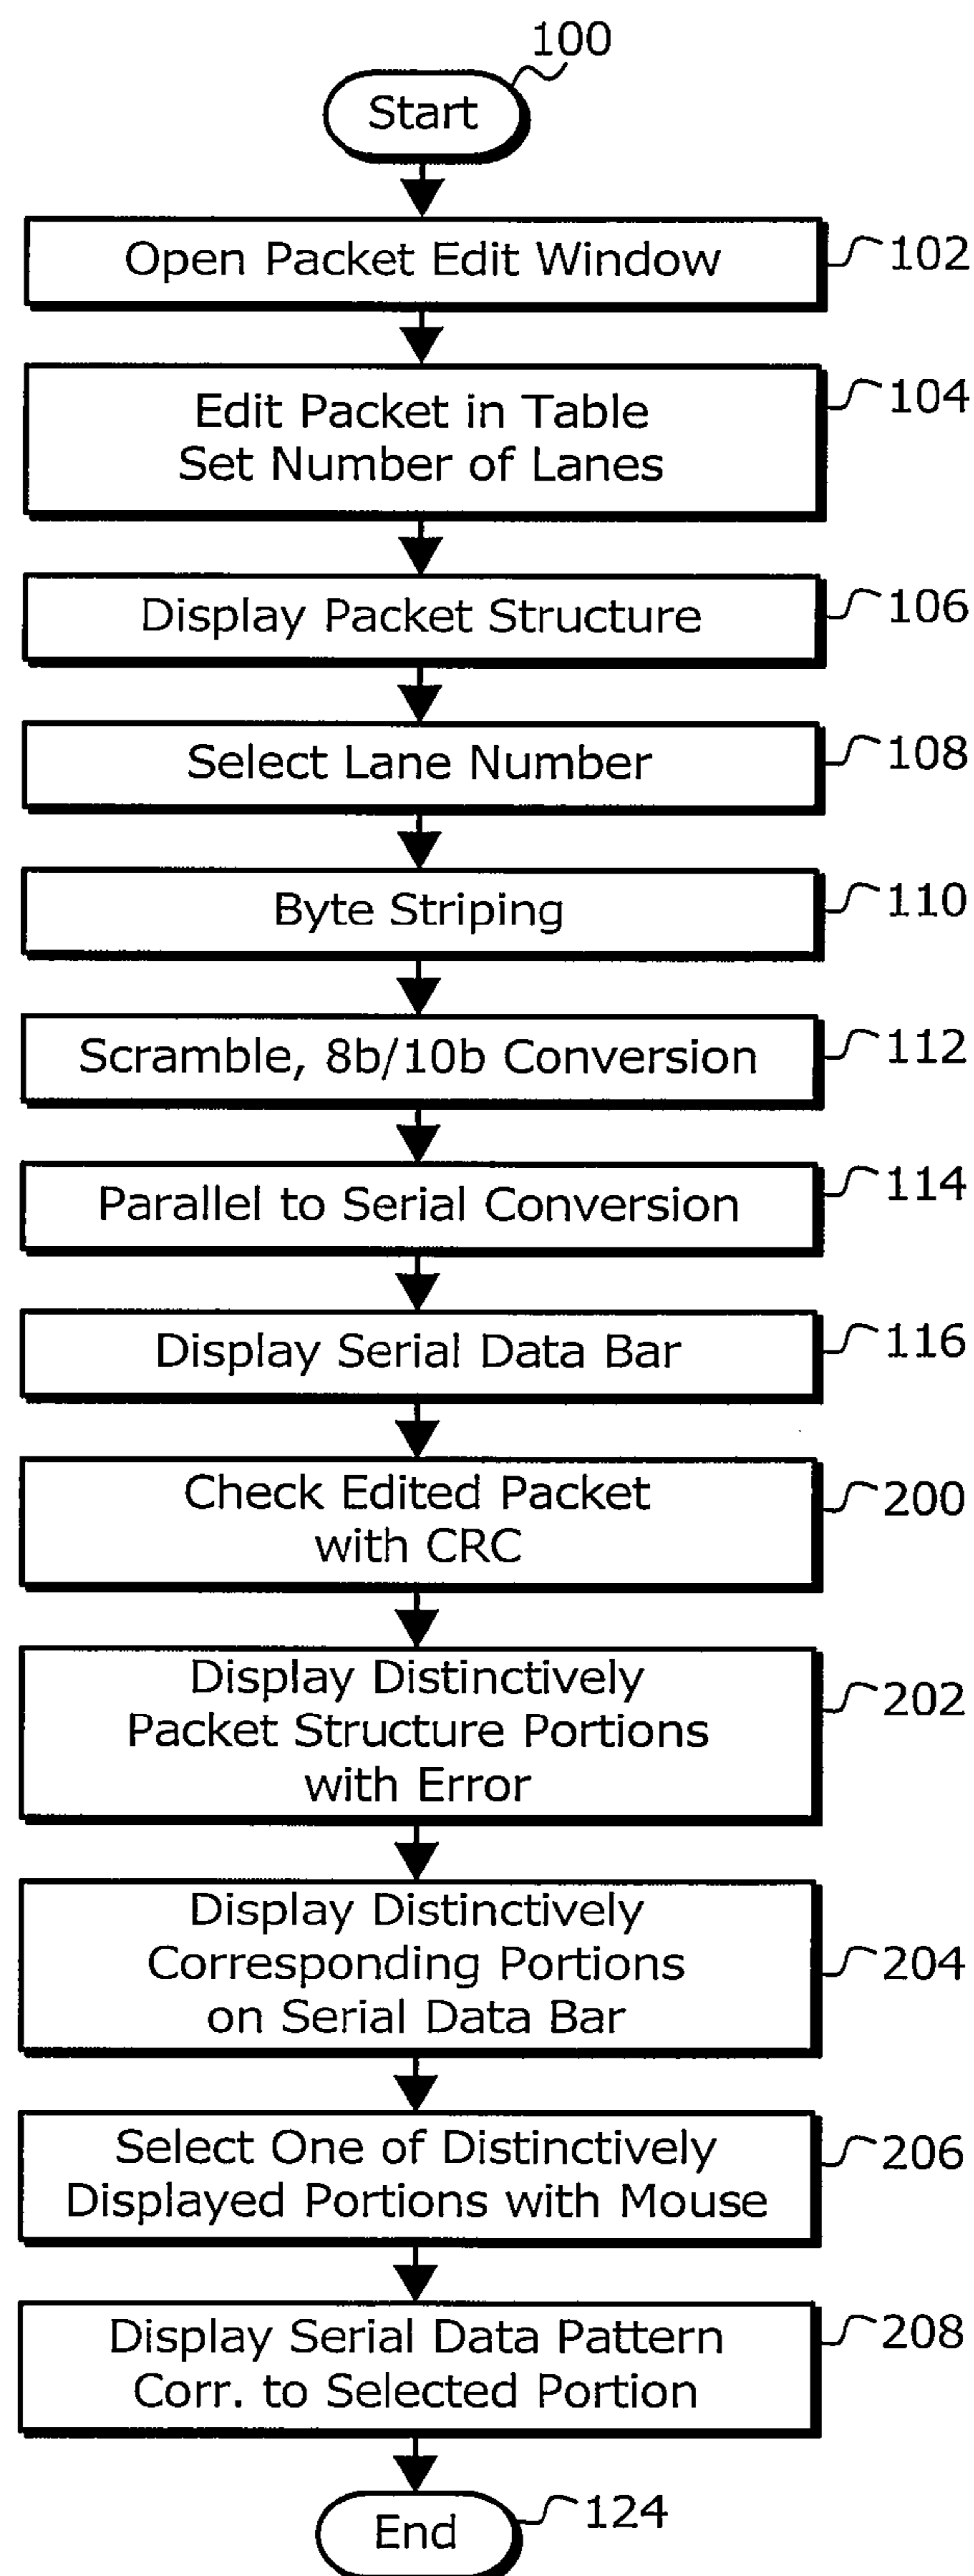 100
Start
Open Packet Edit Window
102
Edit Packet in Table
Set Number of Lanes
104
Display Packet Structure
106
Select Lane Number
108
Byte Striping
110
Scramble, 8b/10b Conversion
112
Parallel to Serial Conversion
114
Display Serial Data Bar
116
Check Edited Packet
with CRC
200
Display Distinctively
Packet Structure Portions
with Error
202
Display Distinctively
Corresponding Portions
on Serial Data Bar
204
Select One of Distinctively
Displayed Portions with Mouse
206
Display Serial Data Pattern
Corr. to Selected Portion
208
End
124